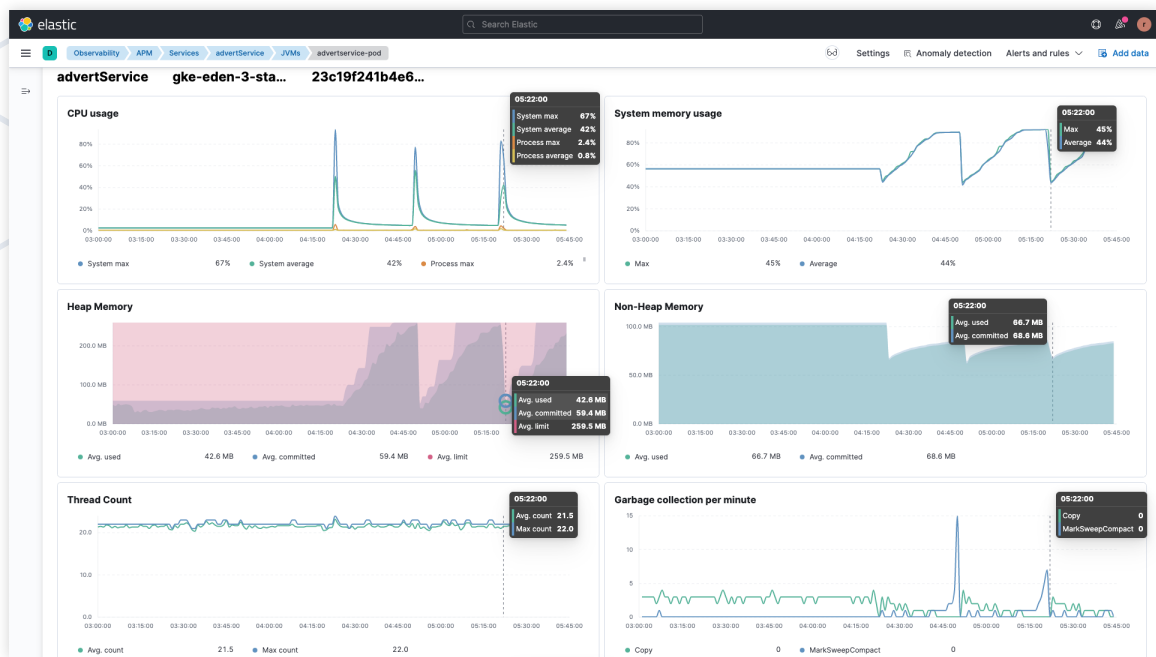 elastic
Search Elastic
r
D
Observability
APM
Services
advertService
JVMs
advertservice-pod
Settings
Anomaly detection
Alerts and rules
Add data
advertService gke-eden-3-sta... 23c19f241b4e6...
CPU usage
05:22:00
System max 67%
System average 42%
Process max 2.4%
Process average 0.8%
80%
60%
40%
20%
0%
03:00:00 03:15:00 03:30:00 03:45:00 04:00:00 04:15:00 04:30:00 04:45:00 05:00:00 05:15:00 05:30:00 05:45:00
System max 67% System average 42% Process max 2.4%
System memory usage
05:22:00
Max 45%
Average 44%
80%
60%
40%
20%
0%
03:00:00 03:15:00 03:30:00 03:45:00 04:00:00 04:15:00 04:30:00 04:45:00 05:00:00 05:15:00 05:30:00 05:45:00
Max 45% Average 44%
Heap Memory
200.0 MB
100.0 MB
0.0 MB
05:22:00
Avg. used 42.6 MB
Avg. committed 59.4 MB
Avg. limit 259.5 MB
03:00:00 03:15:00 03:30:00 03:45:00 04:00:00 04:15:00 04:30:00 04:45:00 05:00:00 05:15:00
Avg. used 42.6 MB Avg. committed 59.4 MB Avg. limit 259.5 MB
Non-Heap Memory
05:22:00
Avg. used 66.7 MB
Avg. committed 68.6 MB
100.0 MB
50.0 MB
0.0 MB
03:00:00 03:15:00 03:30:00 03:45:00 04:00:00 04:15:00 04:30:00 04:45:00 05:00:00 05:15:00 05:30:00 05:45:00
Avg. used 66.7 MB Avg. committed 68.6 MB
Thread Count
05:22:00
Avg. count 21.5
Max count 22.0
20.0
10.0
0.0
03:00:00 03:15:00 03:30:00 03:45:00 04:00:00 04:15:00 04:30:00 04:45:00 05:00:00 05:15:00 05:30:00 05:45:00
Avg. count 21.5 Max count 22.0
Garbage collection per minute
05:22:00
Copy 0
MarkSweepCompact 0
15
10
5
0
03:00:00 03:15:00 03:30:00 03:45:00 04:00:00 04:15:00 04:30:00 04:45:00 05:00:00 05:15:00 05:30:00 05:45:00
Copy 0 MarkSweepCompact 0